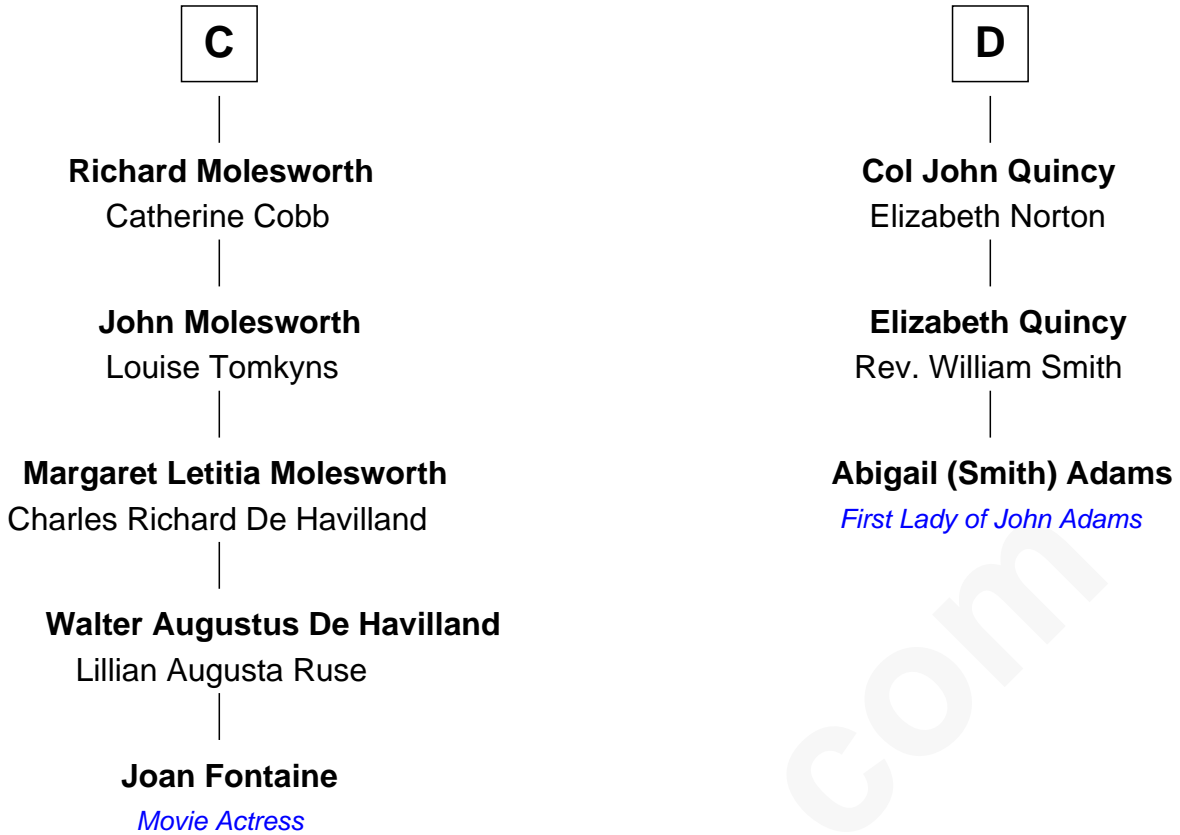 C
Richard Molesworth
Catherine Cobb
John Molesworth
Louise Tomkyns
Margaret Letitia Molesworth
Charles Richard De Havilland
Walter Augustus De Havilland
Lillian Augusta Ruse
Joan Fontaine
Movie Actress
D
Col John Quincy
Elizabeth Norton
Elizabeth Quincy
Rev. William Smith
Abigail (Smith) Adams
First Lady of John Adams
com